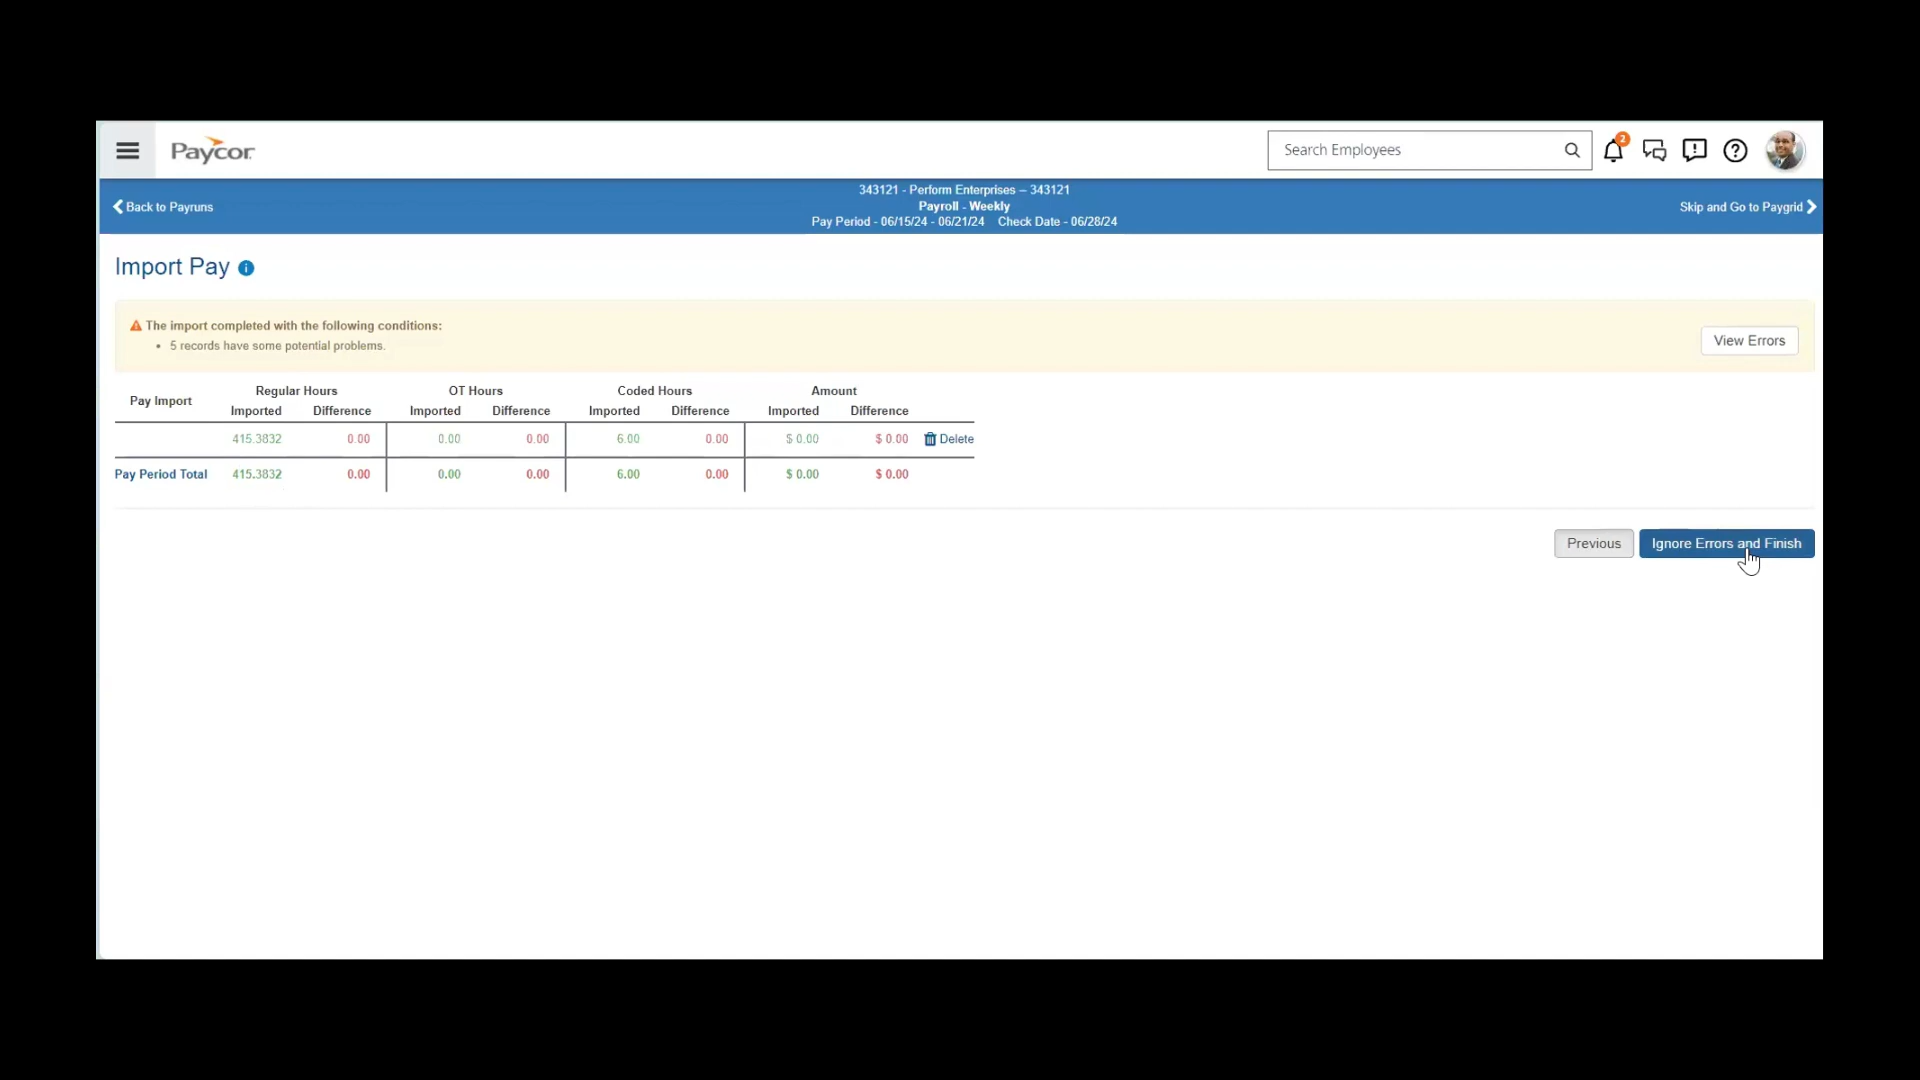 Paycor
Search Employees
2
Back to Payruns
343121 - Perform Enterprises – 343121
Payroll - Weekly
Pay Period - 06/15/24 - 06/21/24 Check Date - 06/28/24
Skip and Go to Paygrid
Import Pay
The import completed with the following conditions:
• 5 records have some potential problems.
View Errors
Pay Import Regular Hours OT Hours Coded Hours Amount
Imported Difference Imported Difference Imported Difference Imported Difference
415.3832 0.00 0.00 0.00 6.00 0.00 $ 0.00 $ 0.00 Delete
Pay Period Total 415.3832 0.00 0.00 0.00 6.00 0.00 $ 0.00 $ 0.00
Previous Ignore Errors and Finish